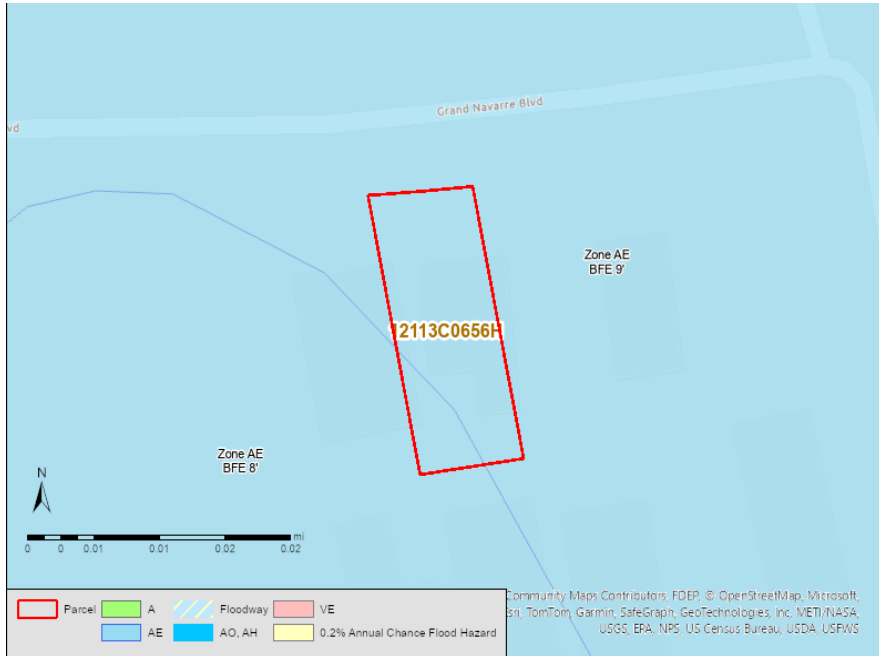 Grand Navarre Blvd
vd
Zone AE
BFE 9'
12113C0656H
Zone AE
BFE 8'
N
mi
0 0 0.01 0.01 0.02 0.02
Parcel A Floodway VE
AE AO, AH 0.2% Annual Chance Flood Hazard
Community Maps Contributors, FDEP, © OpenStreetMap, Microsoft,
Esri, TomTom, Garmin, SafeGraph, GeoTechnologies, Inc, METI/NASA,
USGS, EPA, NPS, US Census Bureau, USDA, USFWS